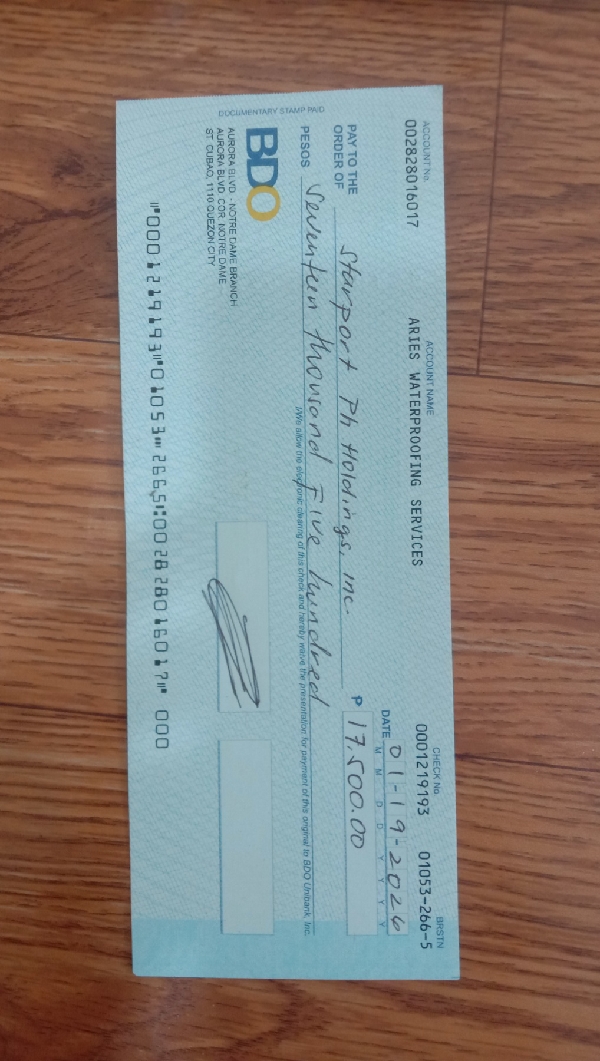 ACCOUNT No. ACCOUNT NAME CHECK No. BRSTN
002828016017 ARIES WATERPROOFING SERVICES 0001219193 01053-266-5
DATE 01-19-2026
M M D D Y Y Y Y
PAY TO THE
ORDER OF Starport Ph Holdings, Inc. P 17,500.00
PESOS Seventeen thousand Five hundred
I/We allow the electronic clearing of this check and hereby waive the presentation for payment of this original to BDO Unibank, Inc.
DOCUMENTARY STAMP PAID
BDO
AURORA BLVD - NOTRE DAME BRANCH
AURORA BLVD. COR. NOTRE DAME
ST. CUBAO, 1110 QUEZON CITY
⑈0001219193⑈01053⑉2665⑆002828016017⑈ 000